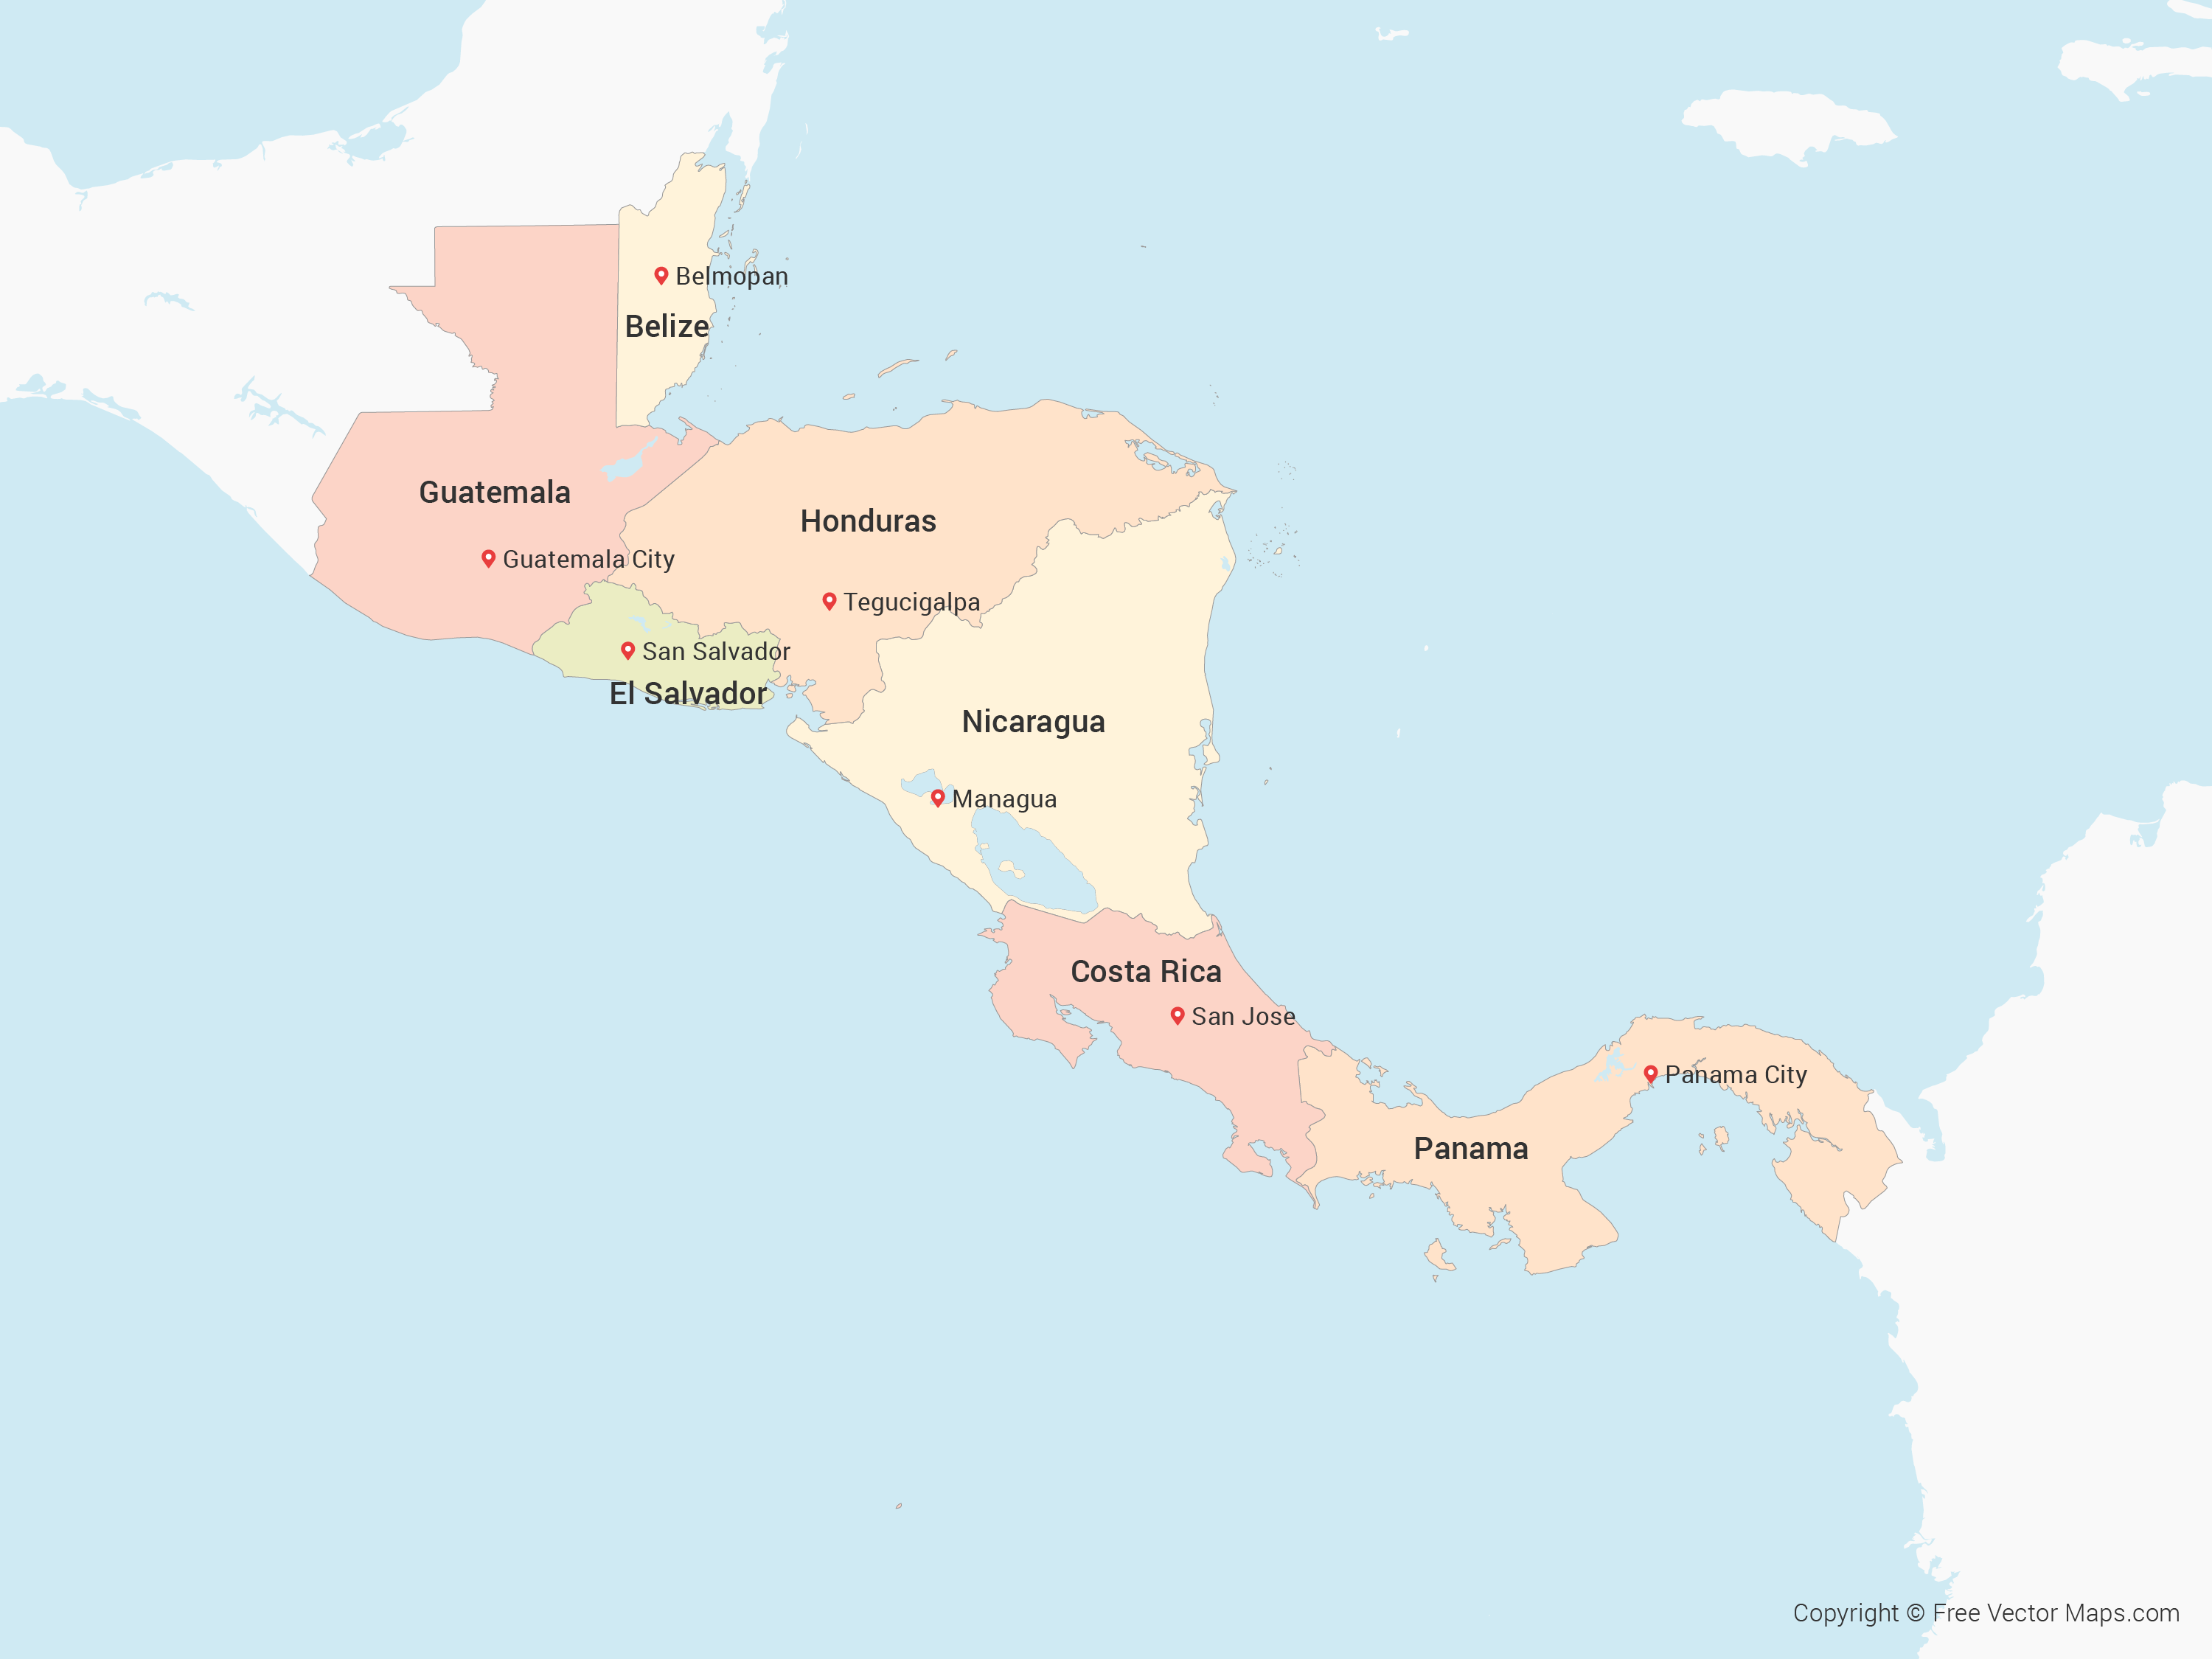 Belmopan
Belize
Guatemala
Honduras
Guatemala City
Tegucigalpa
San Salvador
El Salvador
Nicaragua
Managua
Costa Rica
San Jose
Panama City
Panama
Copyright © Free Vector Maps.com